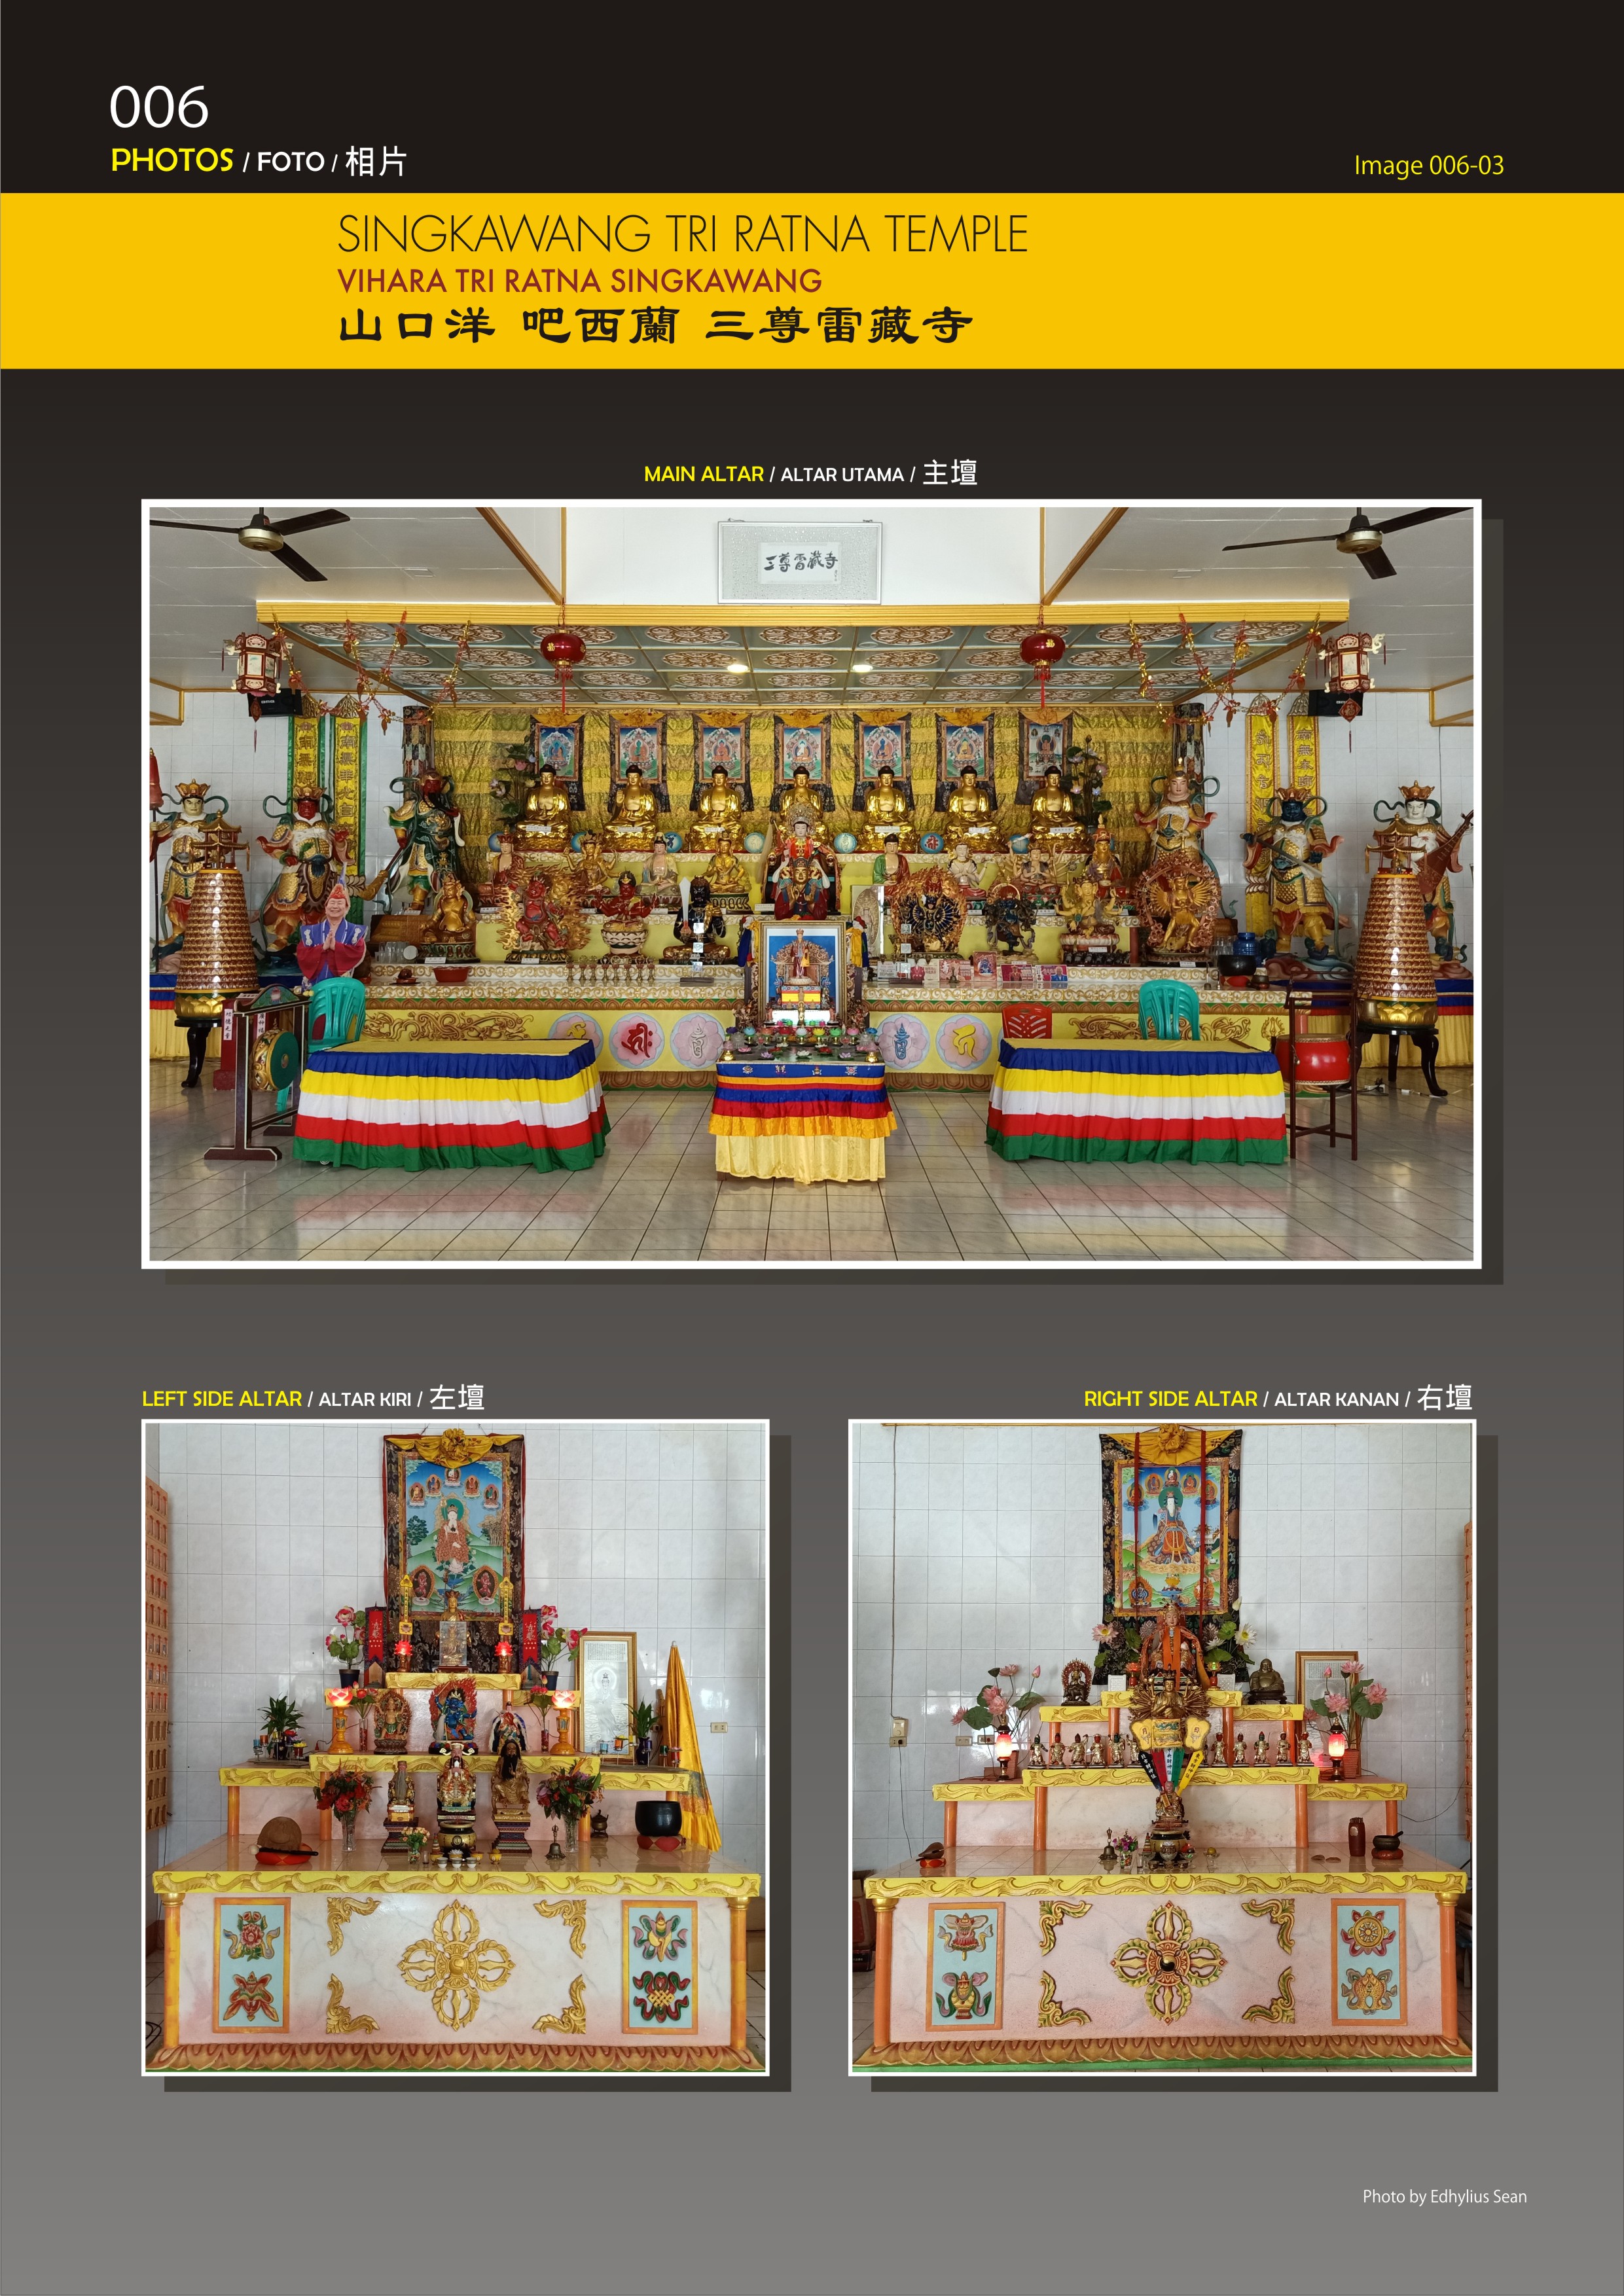 006
PHOTOS / FOTO / 相片
Image 006-03
SINGKAWANG TRI RATNA TEMPLE
VIHARA TRI RATNA SINGKAWANG
山口洋 吧西蘭 三尊雷藏寺
MAIN ALTAR / ALTAR UTAMA / 主壇
三尊雷藏寺
LEFT SIDE ALTAR / ALTAR KIRI / 左壇
RIGHT SIDE ALTAR / ALTAR KANAN / 右壇
Photo by Edhylius Sean